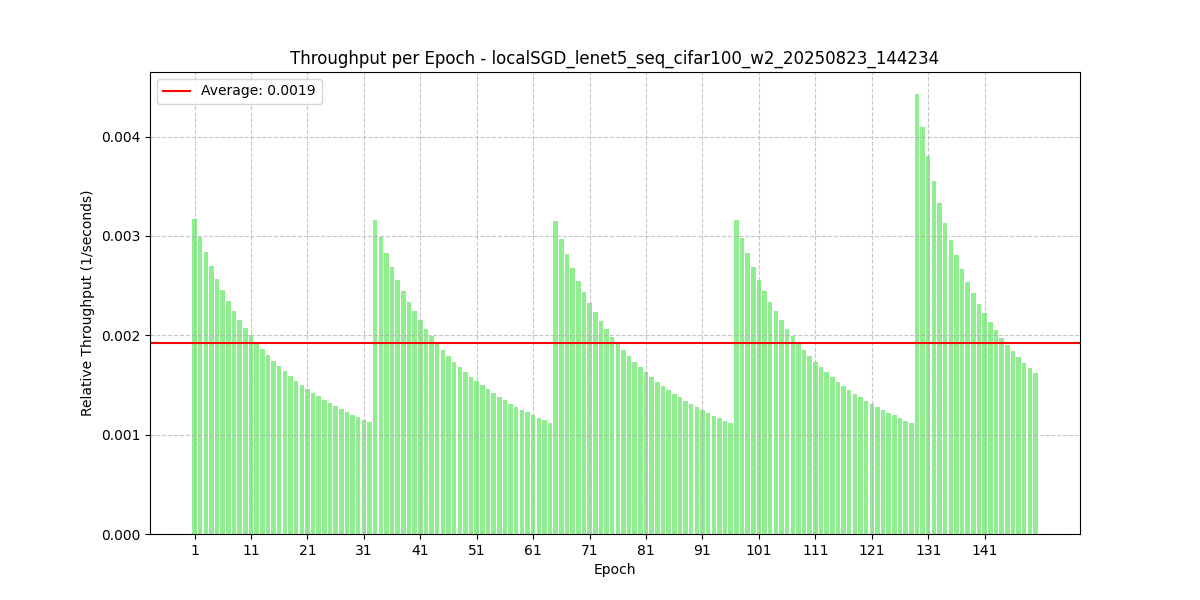 Throughput per Epoch - localSGD_lenet5_seq_cifar100_w2_20250823_144234
Average: 0.0019
Relative Throughput (1/seconds)
0.004
0.003
0.002
0.001
0.000
1 11 21 31 41 51 61 71 81 91 101 111 121 131 141
Epoch